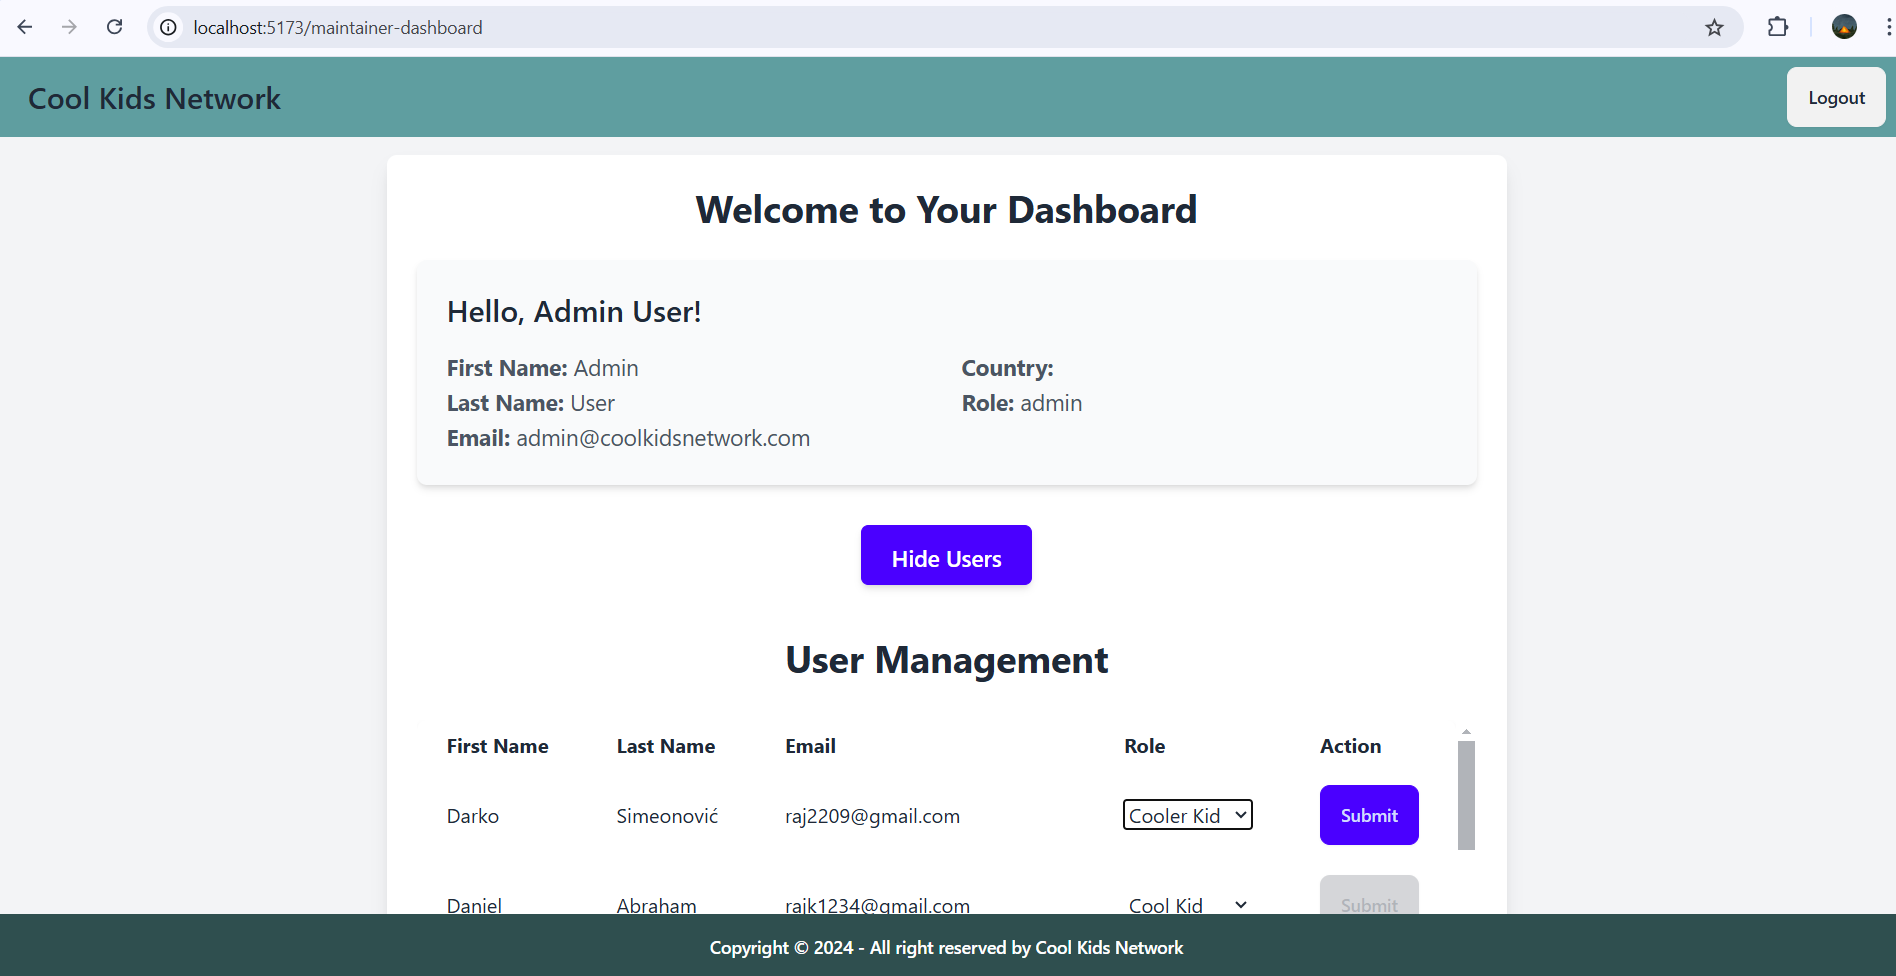 localhost:5173/maintainer-dashboard
Cool Kids Network
Logout
Welcome to Your Dashboard
Hello, Admin User!
First Name: Admin
Country:
Last Name: User
Role: admin
Email: admin@coolkidsnetwork.com
Hide Users
User Management
First Name Last Name Email Role Action
Darko Simeonović raj2209@gmail.com Cooler Kid Submit
Daniel Abraham rajk1234@gmail.com Cool Kid Submit
Copyright © 2024 - All right reserved by Cool Kids Network